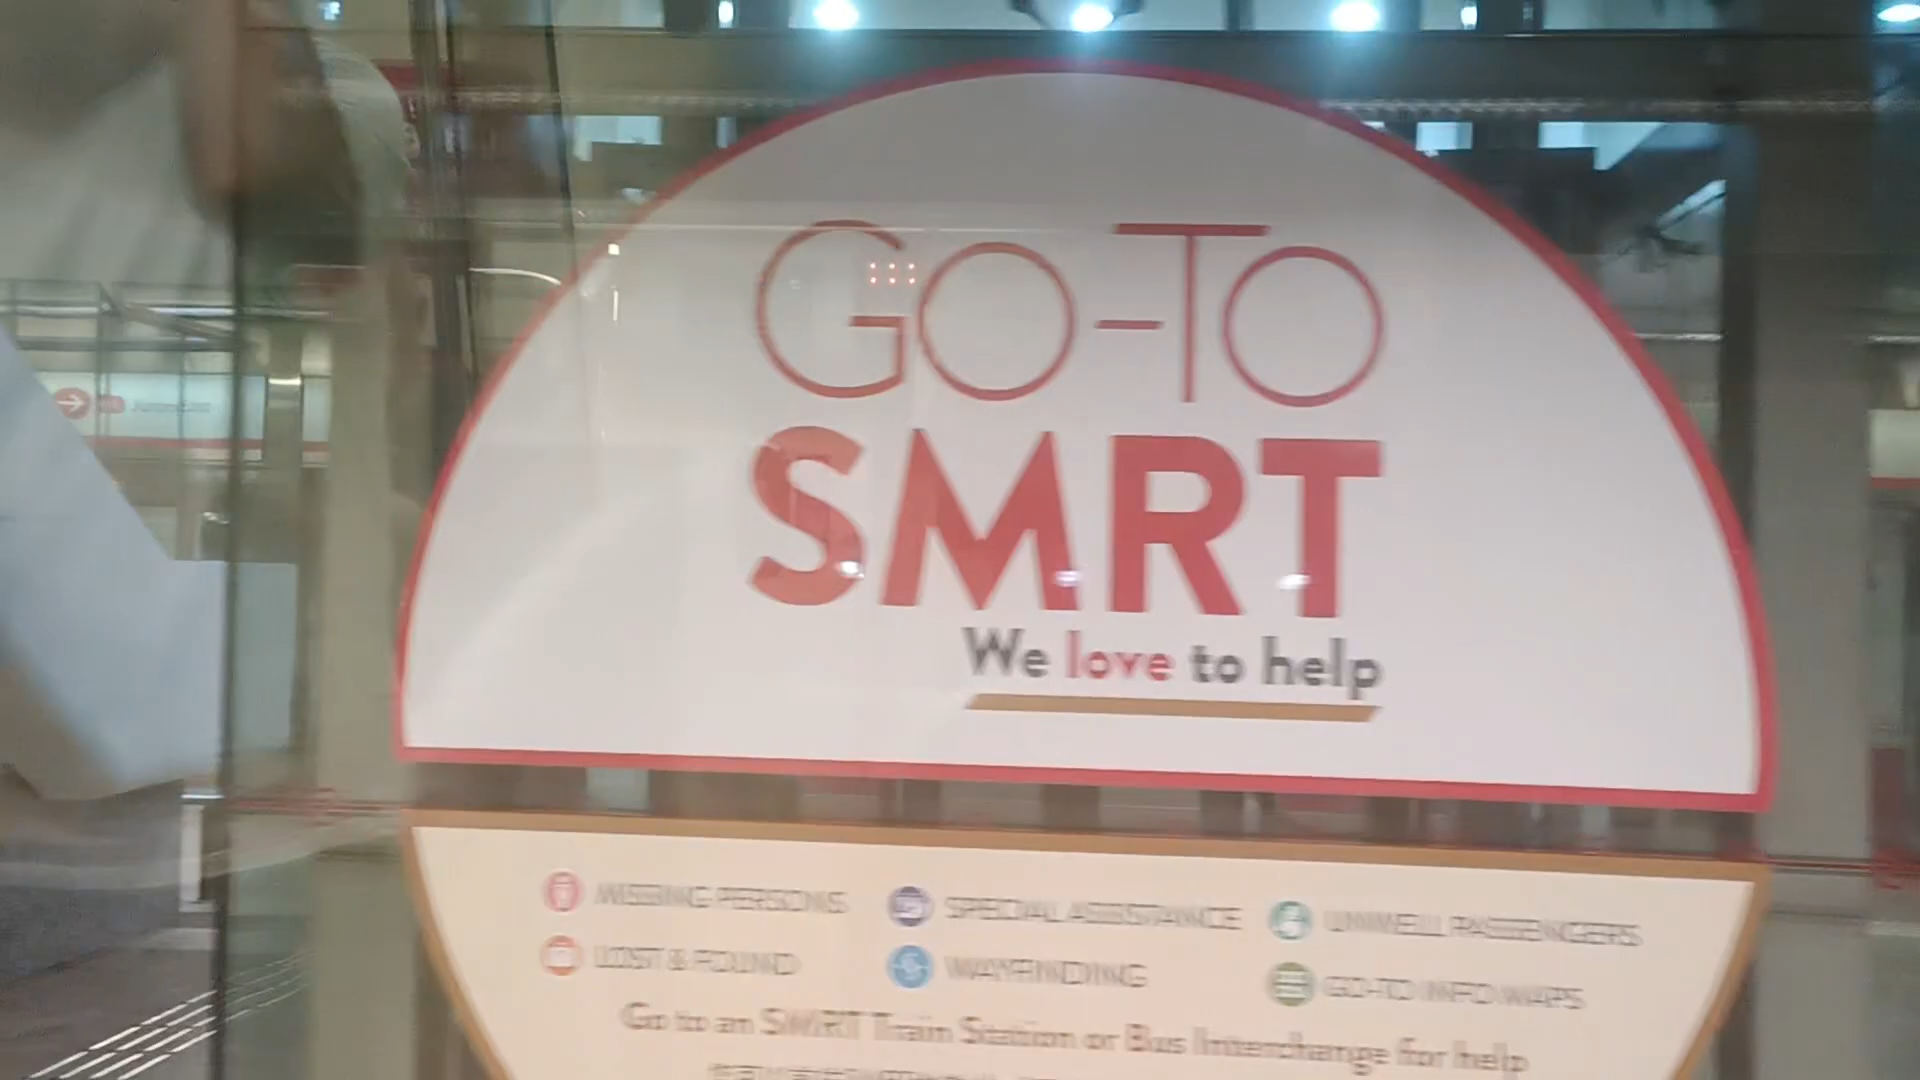 GO-TO
SMRT
We love to help
MISSING PERSONS
SPECIAL ASSISTANCE
UNWELL PASSENGERS
LOST & FOUND
WAYFINDING
GO-TO INFO MAPS
Go to an SMRT Train Station or Bus Interchange for help